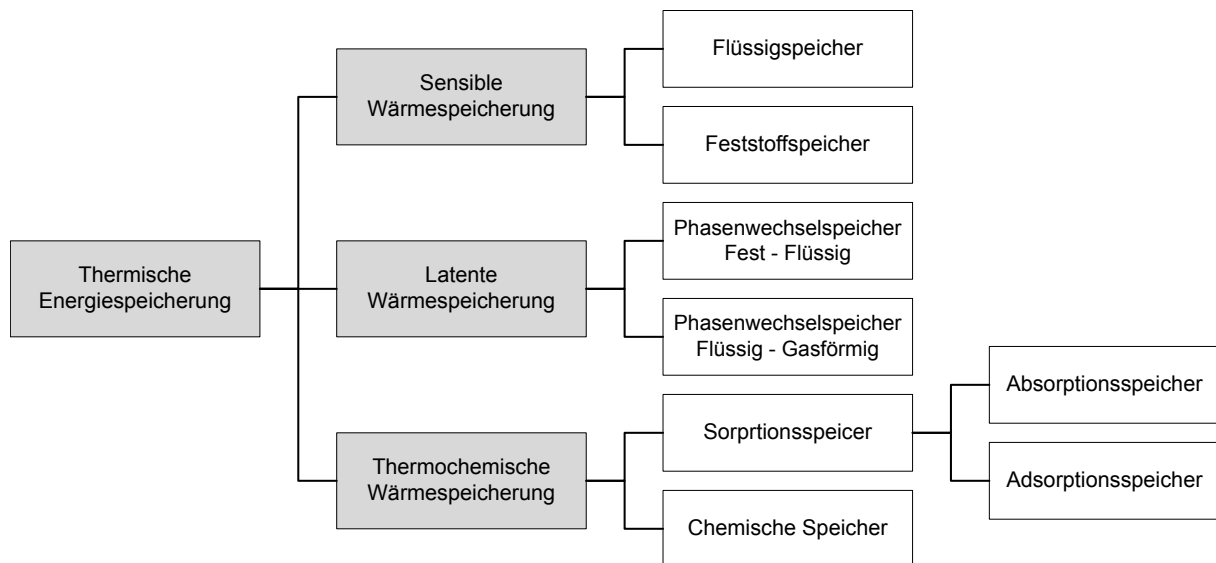 Thermische
Energiespeicherung
Sensible
Wärmespeicherung
Flüssigspeicher
Feststoffspeicher
Latente
Wärmespeicherung
Phasenwechselspeicher
Fest - Flüssig
Phasenwechselspeicher
Flüssig - Gasförmig
Thermochemische
Wärmespeicherung
Sorprtionsspeicer
Absorptionsspeicher
Adsorptionsspeicher
Chemische Speicher